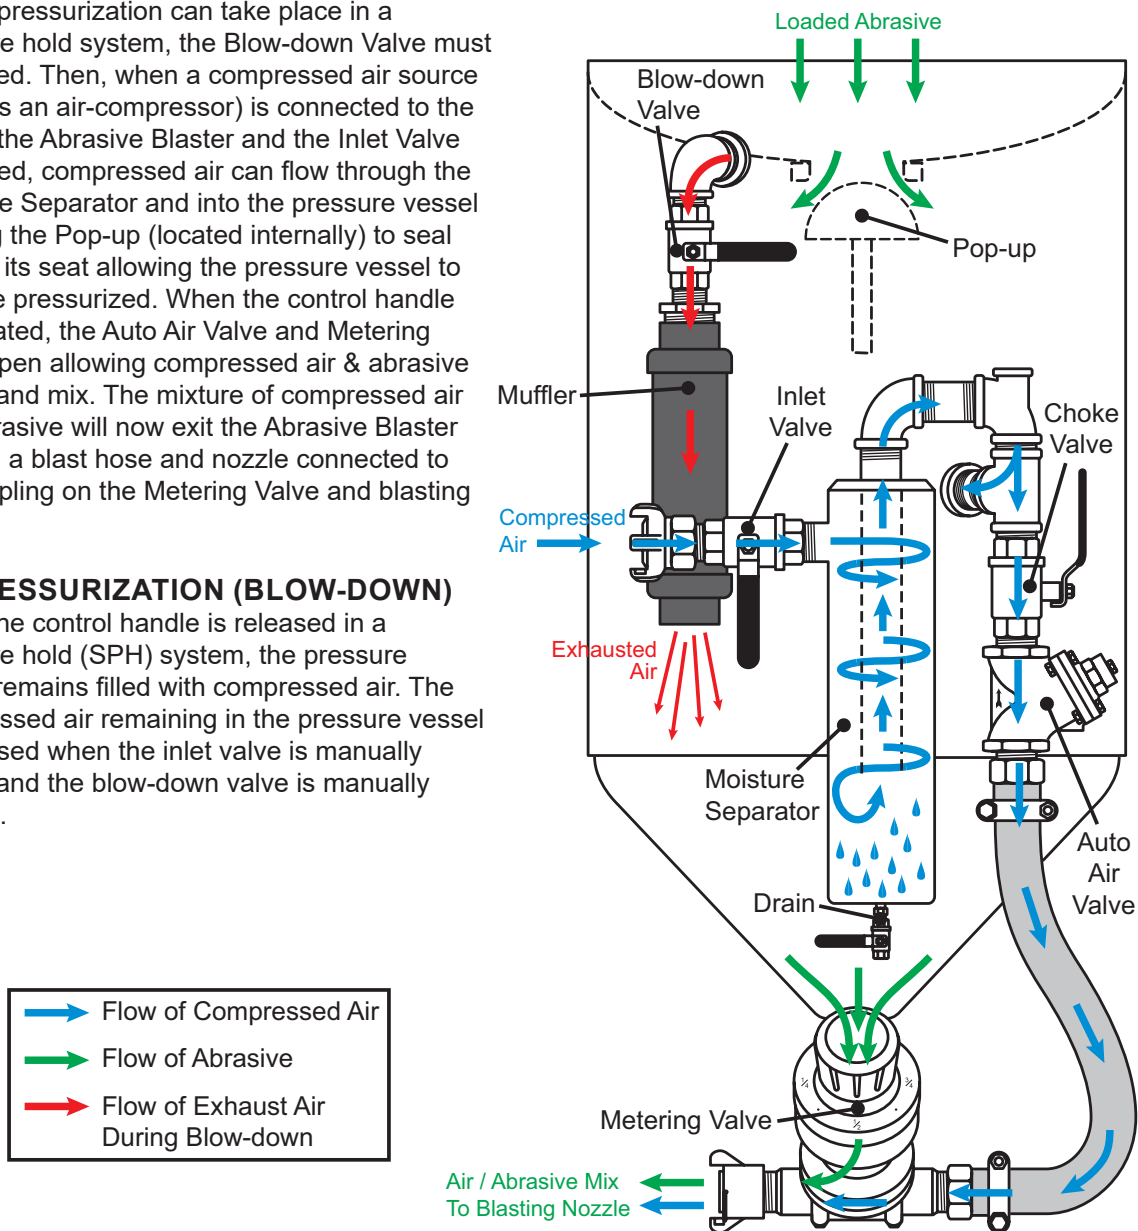 pressurization can take place in a
e hold system, the Blow-down Valve must
ed. Then, when a compressed air source
s an air-compressor) is connected to the
the Abrasive Blaster and the Inlet Valve
ed, compressed air can flow through the
e Separator and into the pressure vessel
g the Pop-up (located internally) to seal
its seat allowing the pressure vessel to
e pressurized. When the control handle
ated, the Auto Air Valve and Metering
pen allowing compressed air & abrasive
and mix. The mixture of compressed air
rasive will now exit the Abrasive Blaster
a blast hose and nozzle connected to
pling on the Metering Valve and blasting
ESSURIZATION (BLOW-DOWN)
he control handle is released in a
e hold (SPH) system, the pressure
remains filled with compressed air. The
ssed air remaining in the pressure vessel
sed when the inlet valve is manually
and the blow-down valve is manually
.
Loaded Abrasive
Blow-down
Valve
Pop-up
Muffler
Inlet
Valve
Choke
Valve
Compressed
Air
Exhausted
Air
Moisture
Separator
Auto
Air
Valve
Drain
Flow of Compressed Air
Flow of Abrasive
Flow of Exhaust Air
During Blow-down
1/4
3/4
1/2
Metering Valve
Air / Abrasive Mix
To Blasting Nozzle